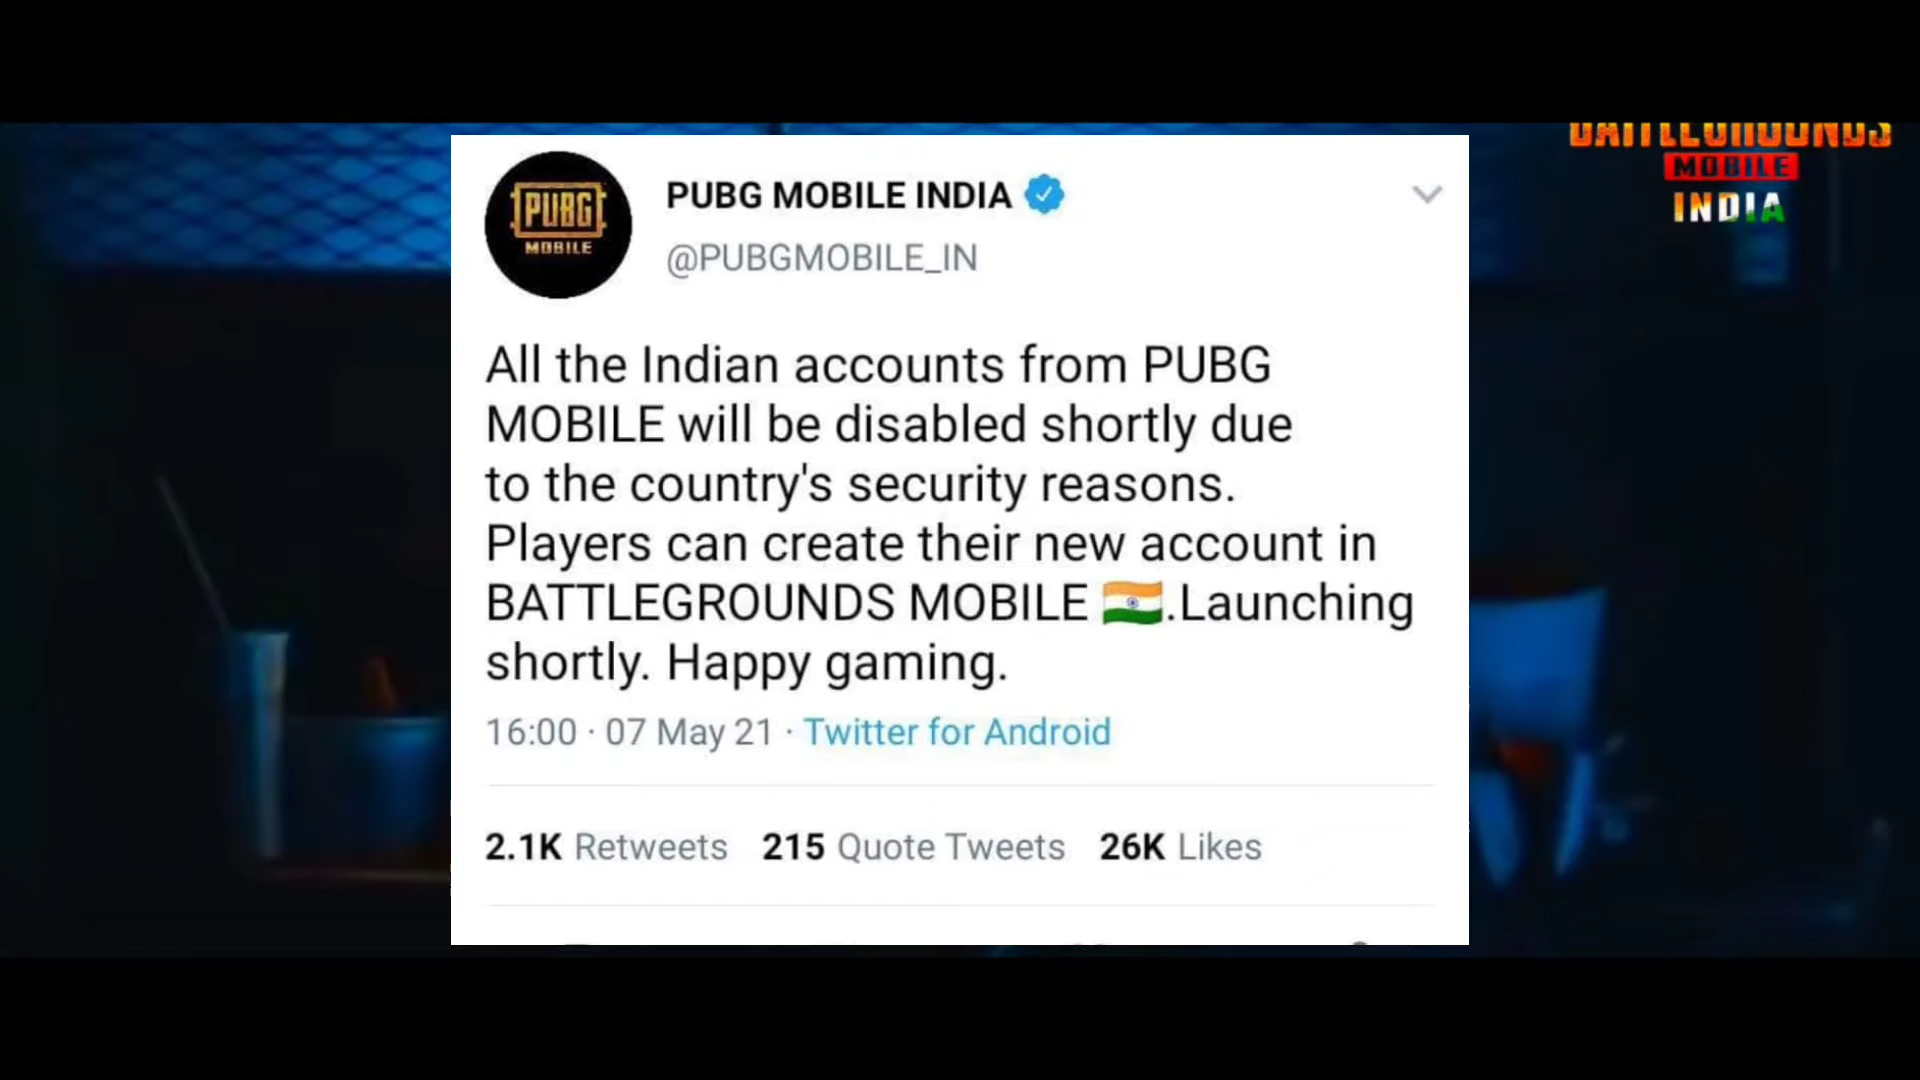 BATTLEGROUNDS
MOBILE
INDIA
PUBG
MOBILE
PUBG MOBILE INDIA
@PUBGMOBILE_IN
All the Indian accounts from PUBG
MOBILE will be disabled shortly due
to the country's security reasons.
Players can create their new account in
BATTLEGROUNDS MOBILE 🇮🇳.Launching
shortly. Happy gaming.
16:00 · 07 May 21 · Twitter for Android
2.1K Retweets 215 Quote Tweets 26K Likes